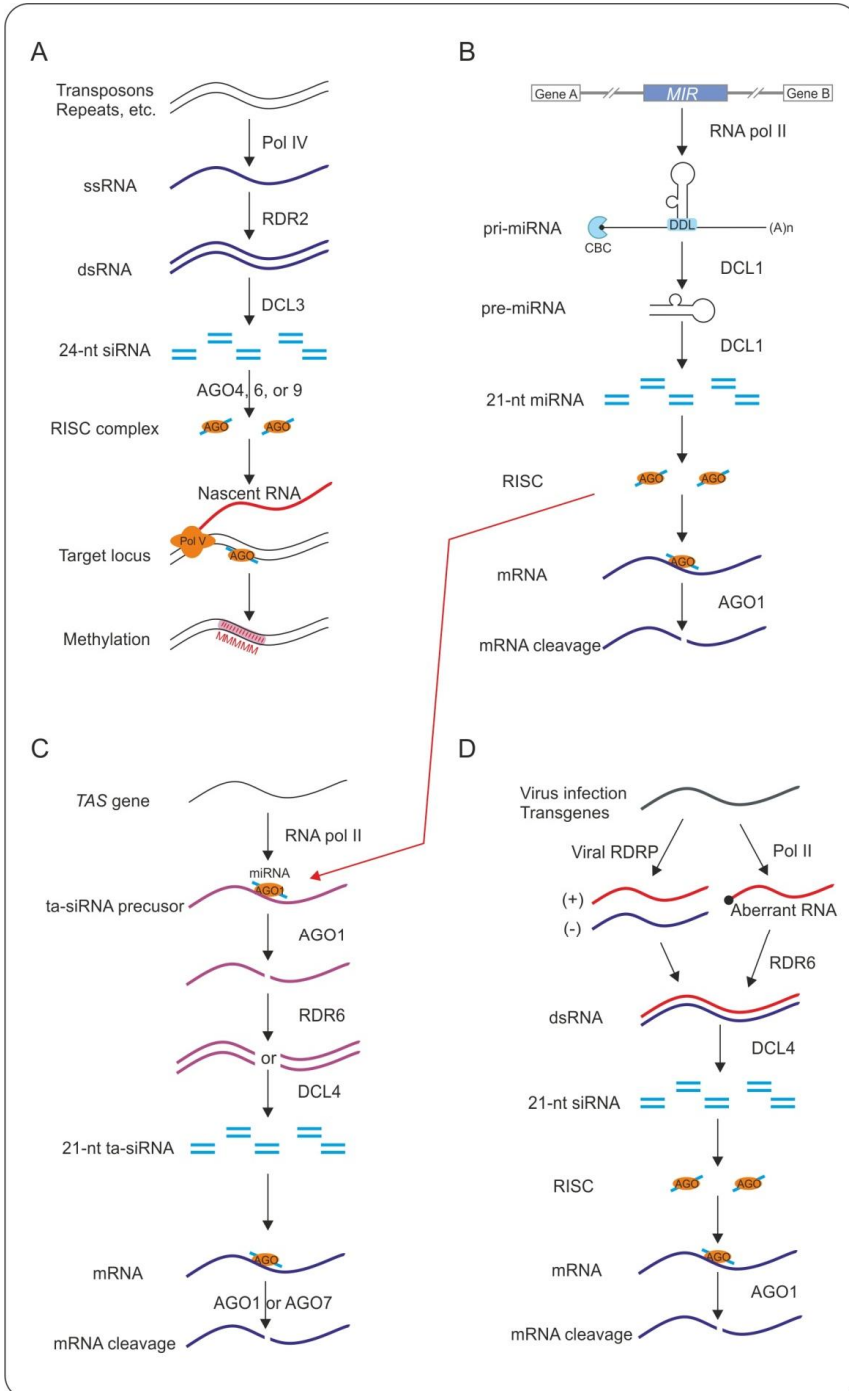 A
Transposons
Repeats, etc.
Pol IV
ssRNA
RDR2
dsRNA
DCL3
24-nt siRNA
AGO4, 6, or 9
RISC complex
AGO
AGO
Nascent RNA
Pol V
Target locus
AGO
Methylation
MMMMM
B
Gene A
MIR
Gene B
RNA pol II
pri-miRNA
CBC
DDL
(A)n
DCL1
pre-miRNA
DCL1
21-nt miRNA
RISC
AGO
AGO
mRNA
AGO
AGO1
mRNA cleavage
C
TAS gene
RNA pol II
miRNA
AGO1
ta-siRNA precusor
AGO1
RDR6
or
DCL4
21-nt ta-siRNA
mRNA
AGO
AGO1 or AGO7
mRNA cleavage
D
Virus infection
Transgenes
Viral RDRP
Pol II
(+)
(-)
Aberrant RNA
RDR6
dsRNA
DCL4
21-nt siRNA
RISC
AGO
AGO
mRNA
AGO
AGO1
mRNA cleavage